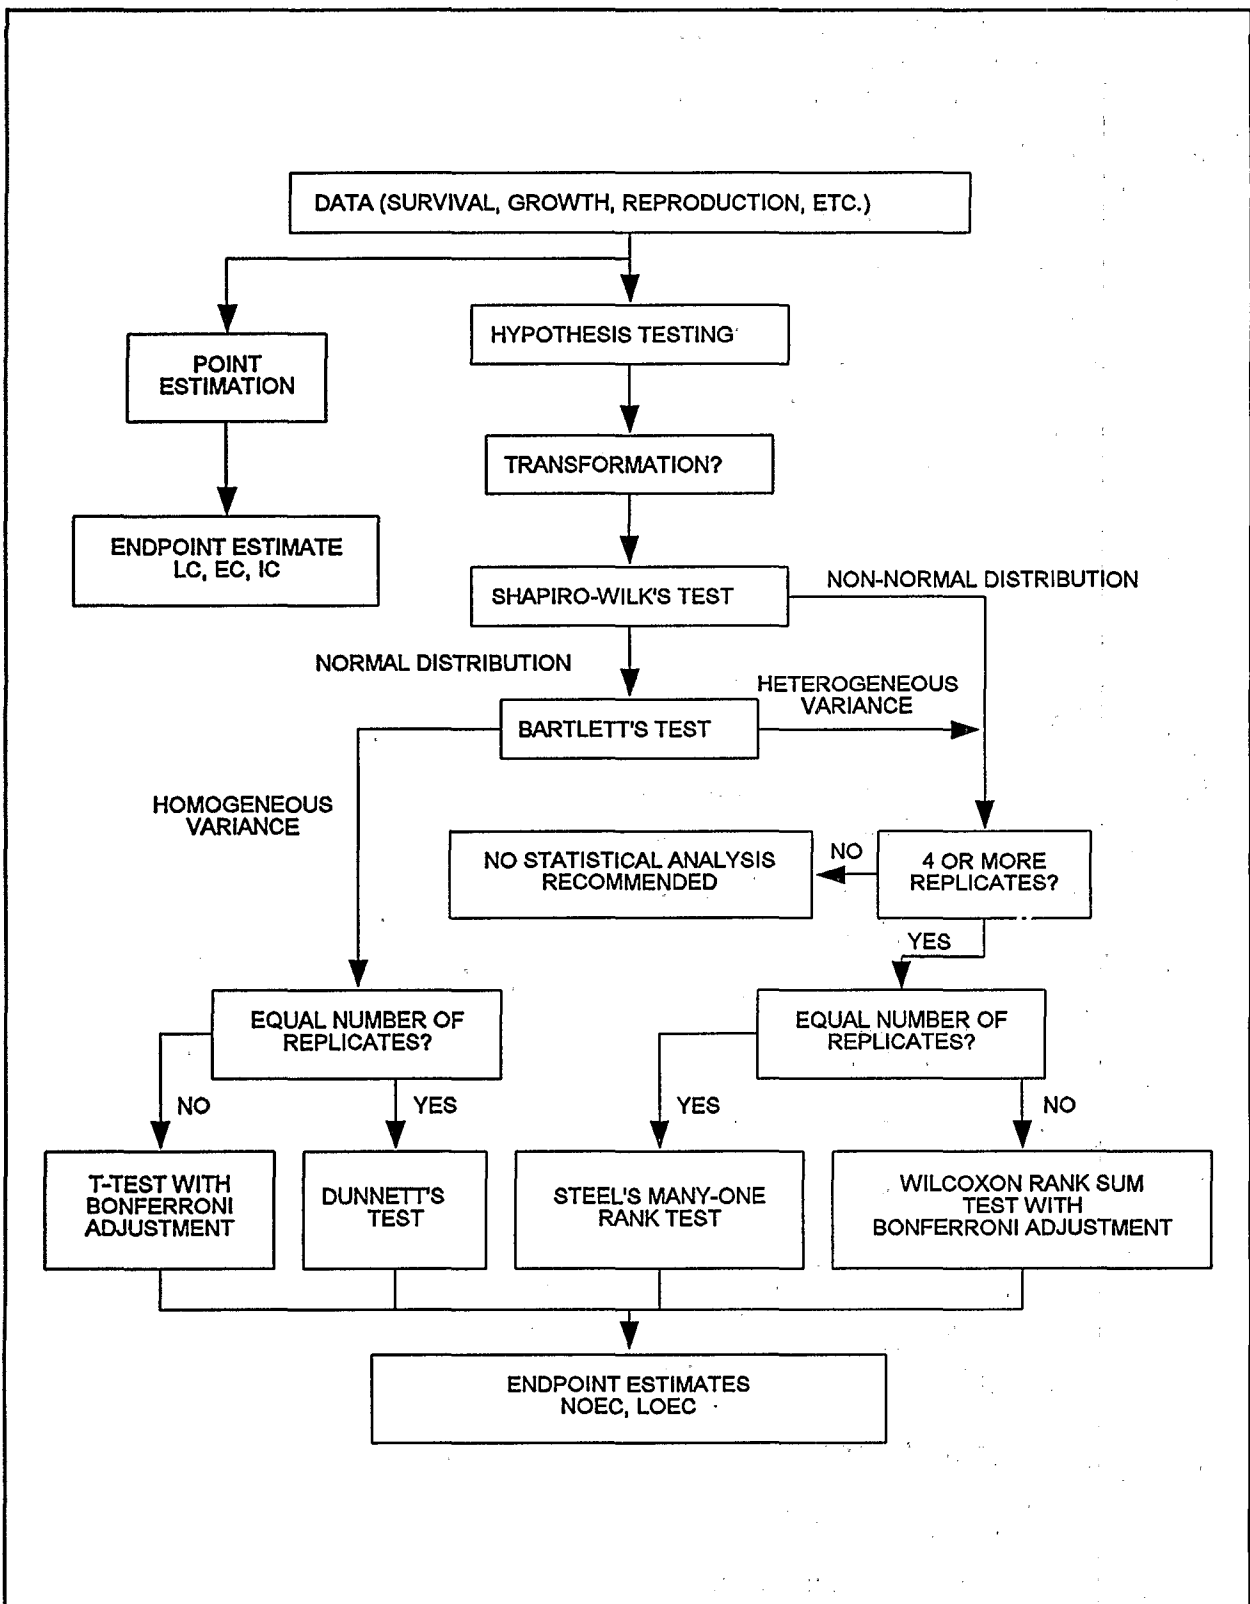 DATA (SURVIVAL, GROWTH, REPRODUCTION, ETC.)
HYPOTHESIS TESTING
POINT
ESTIMATION
TRANSFORMATION?
ENDPOINT ESTIMATE
LC, EC, IC
SHAPIRO-WILK'S TEST
NON-NORMAL DISTRIBUTION
NORMAL DISTRIBUTION
HETEROGENEOUS
VARIANCE
BARTLETT'S TEST
HOMOGENEOUS
VARIANCE
NO STATISTICAL ANALYSIS
RECOMMENDED
NO
4 OR MORE
REPLICATES?
YES
EQUAL NUMBER OF
REPLICATES?
EQUAL NUMBER OF
REPLICATES?
NO
YES
YES
NO
T-TEST WITH
BONFERRONI
ADJUSTMENT
DUNNETT'S
TEST
STEEL'S MANY-ONE
RANK TEST
WILCOXON RANK SUM
TEST WITH
BONFERRONI ADJUSTMENT
ENDPOINT ESTIMATES
NOEC, LOEC